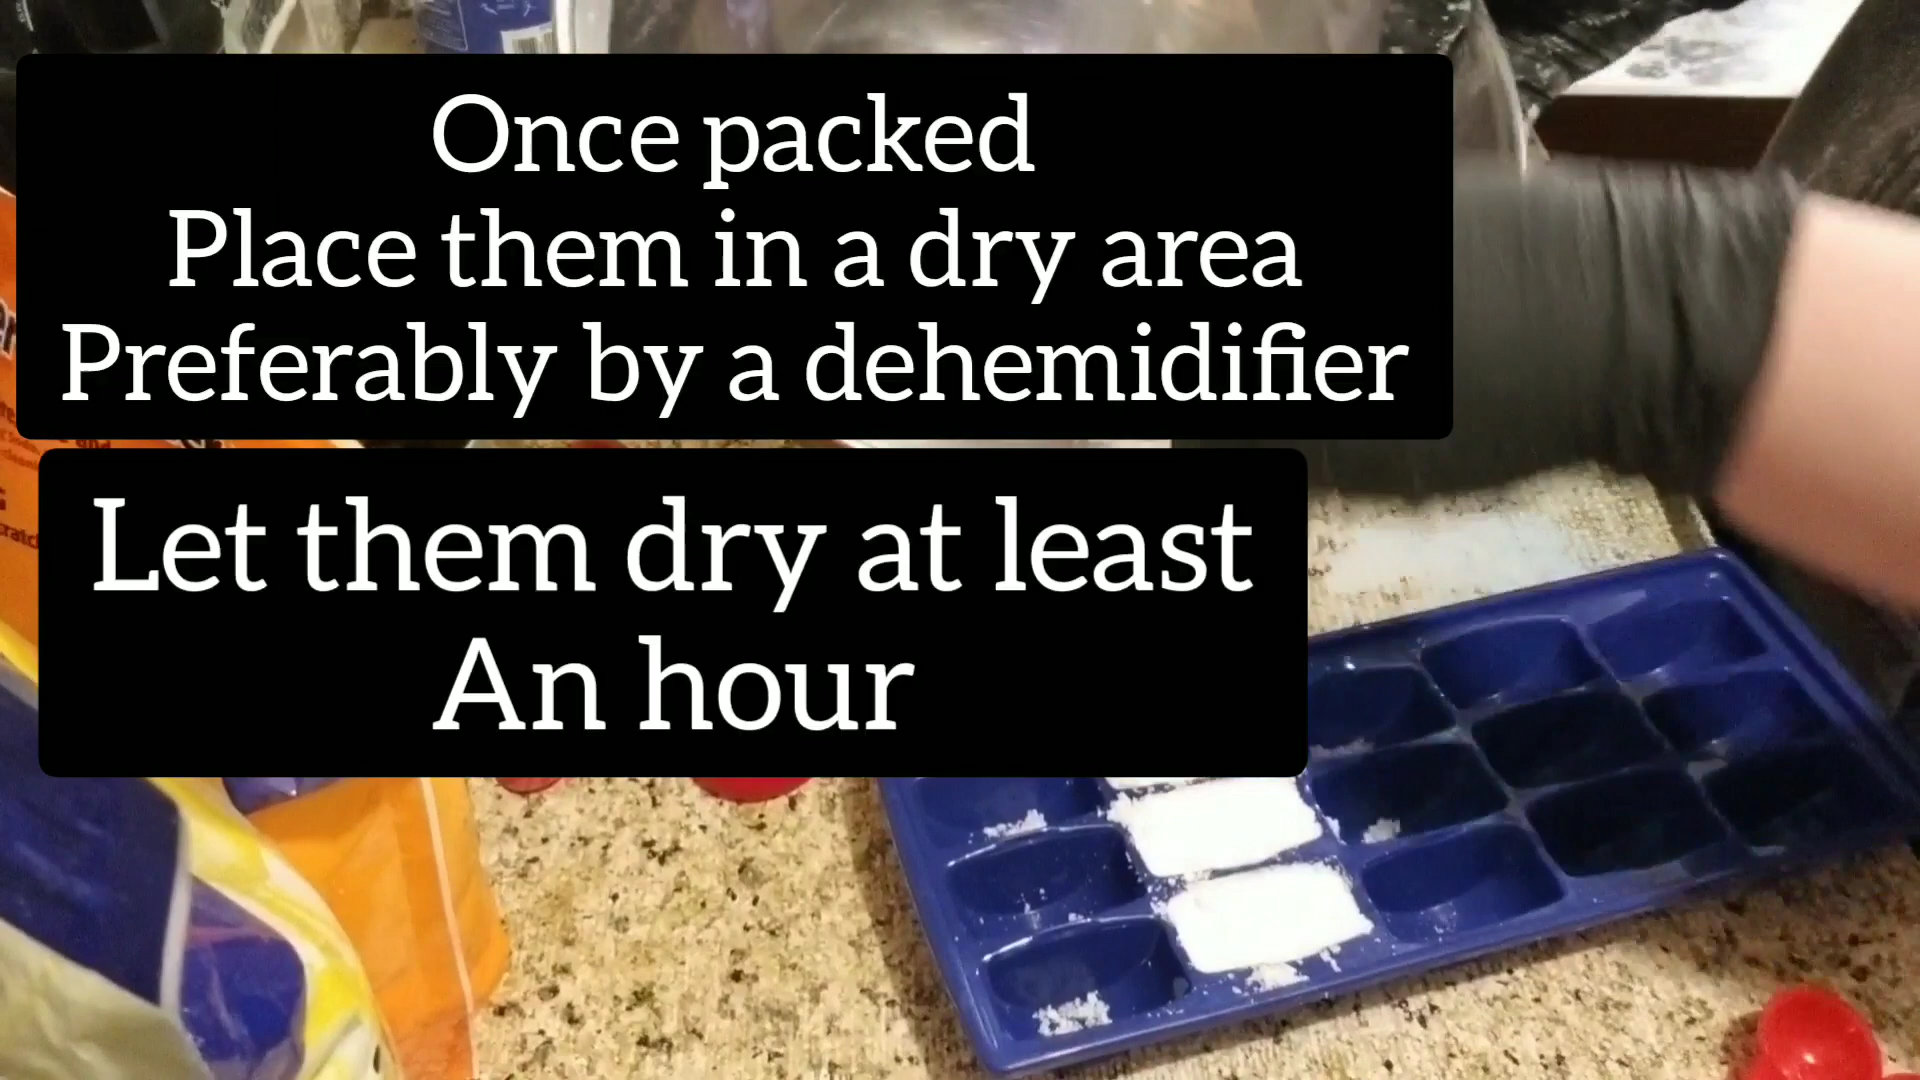 Once packed
Place them in a dry area
Preferably by a dehemidifier
Let them dry at least
An hour